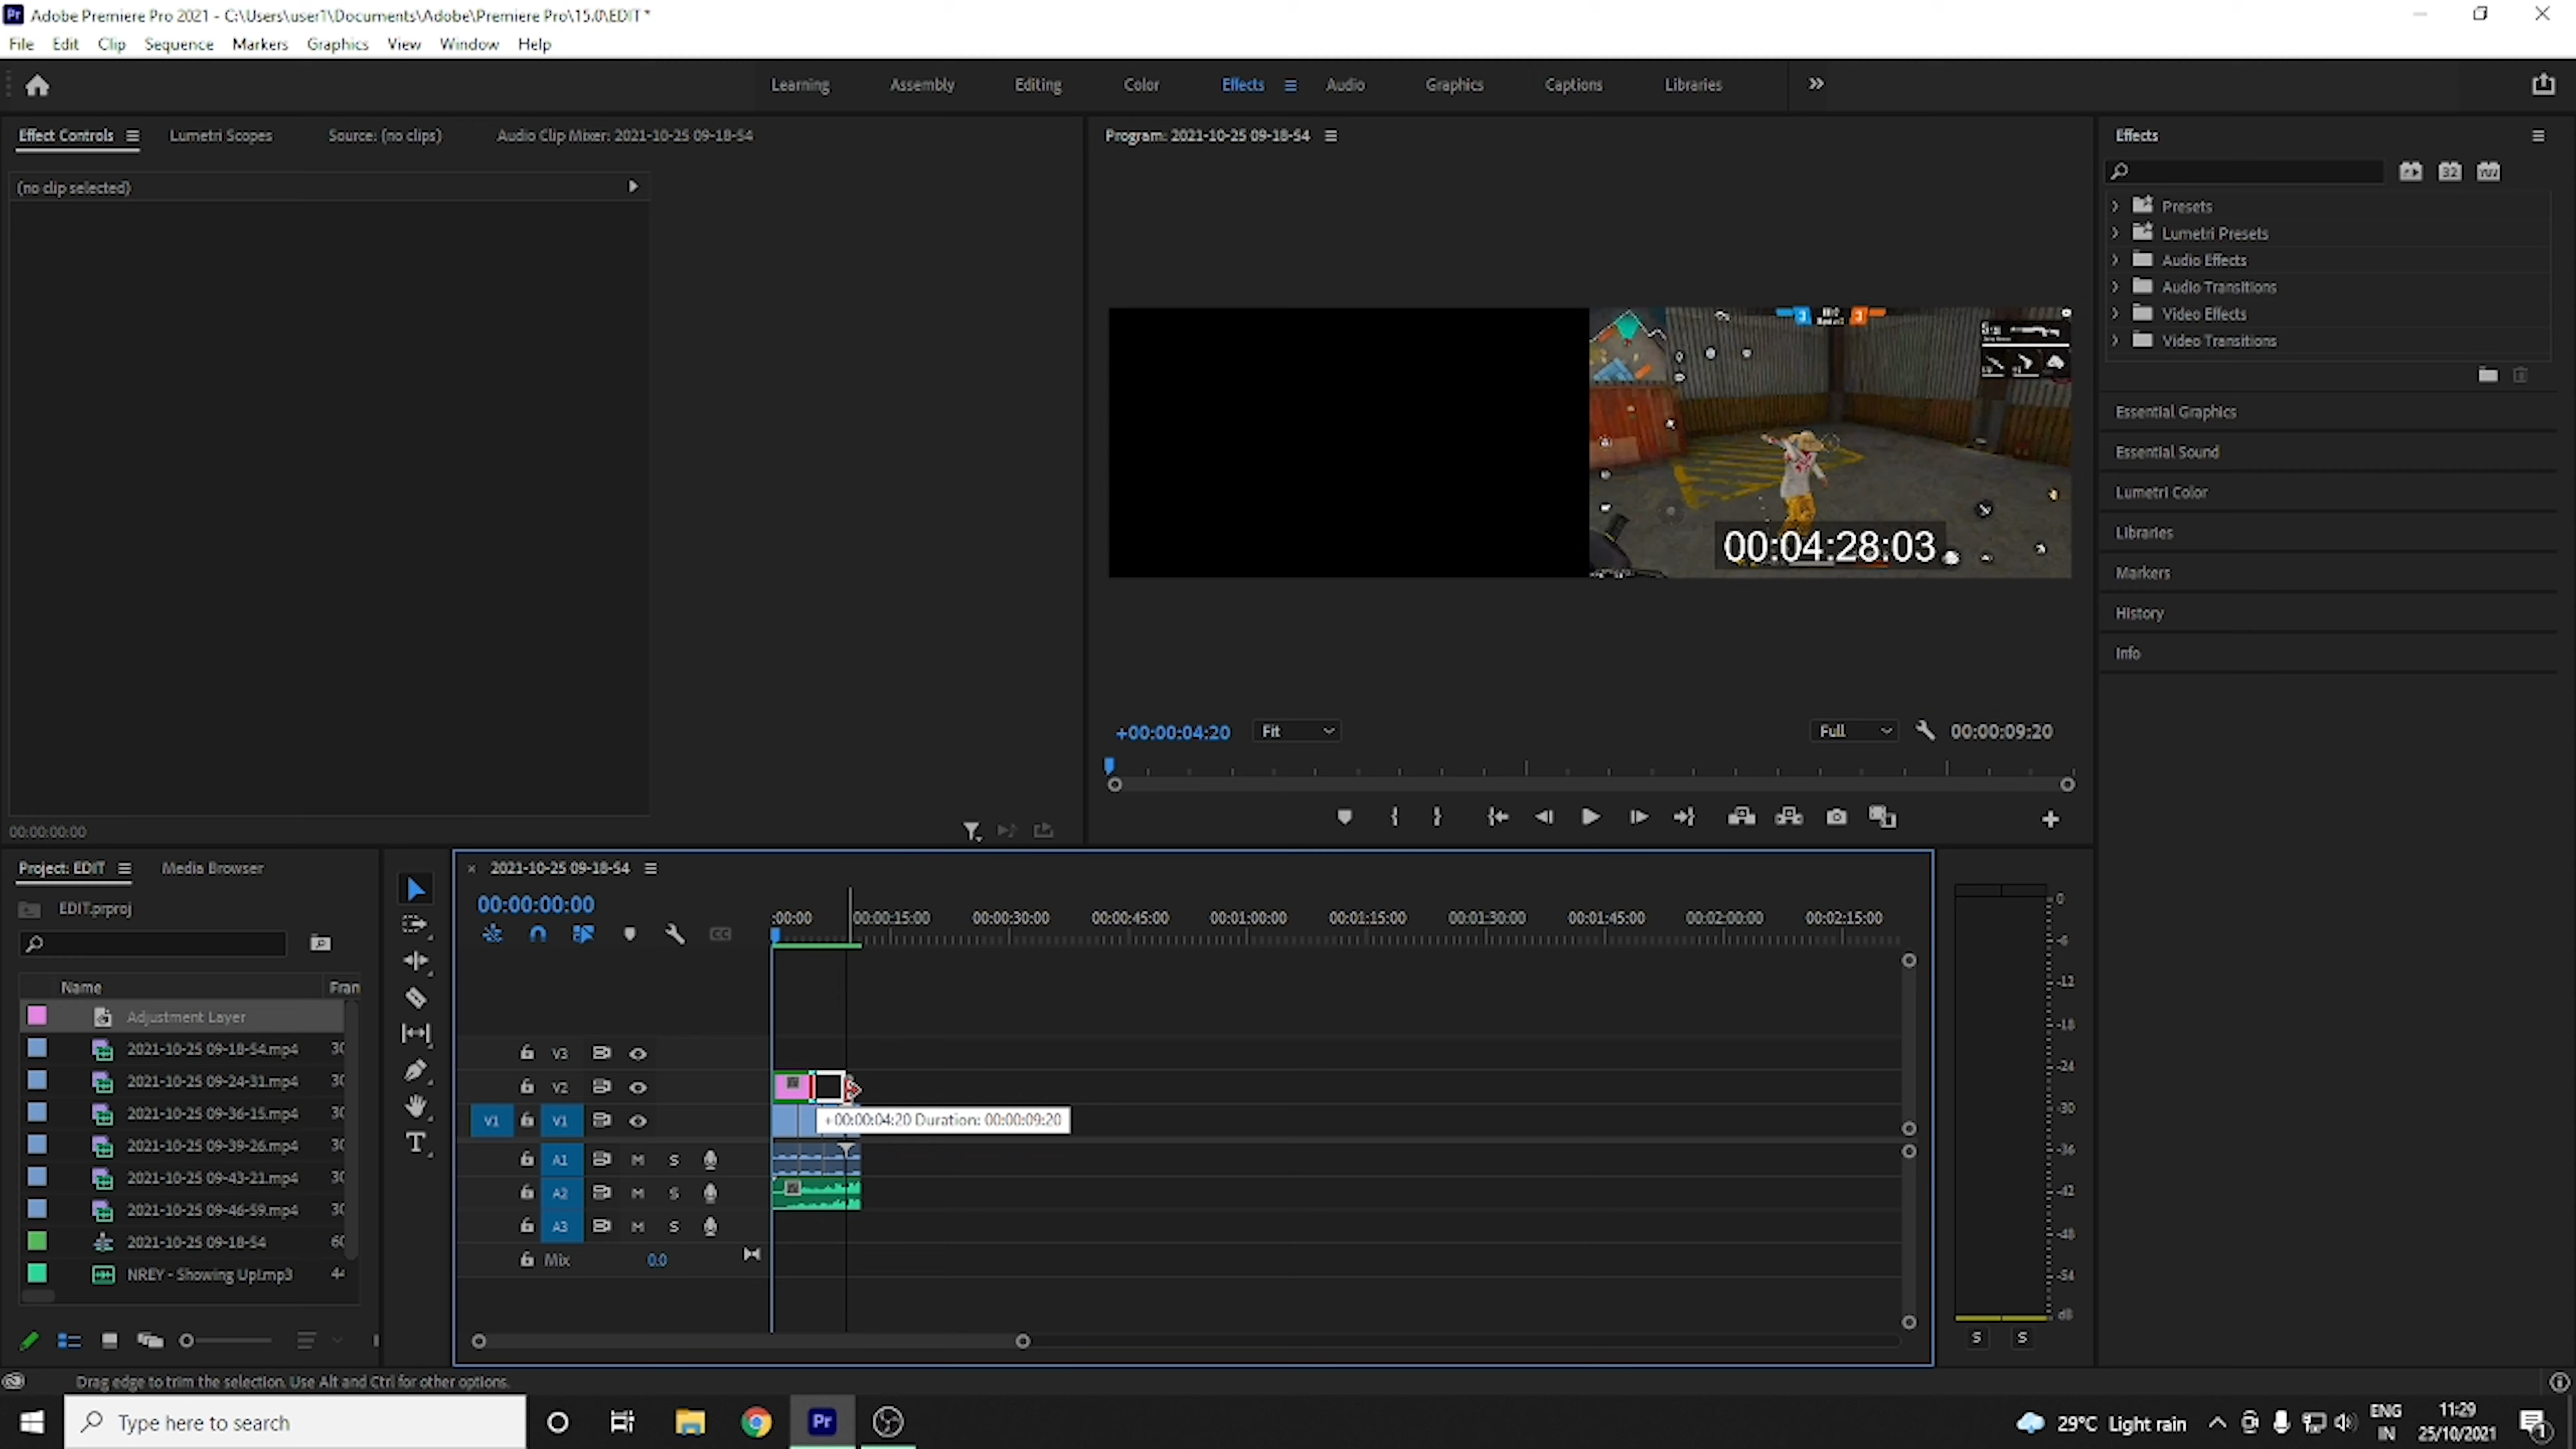 Adobe Premiere Pro 2021 - C:\Users\user1\Documents\Adobe\Premiere Pro\15.0\EDIT *
File Edit Clip Sequence Markers Graphics View Window Help
Learning Assembly Editing Color Effects Audio Graphics Captions Libraries
Effect Controls Lumetri Scopes Source: (no clips) Audio Clip Mixer: 2021-10-25 09-18-54
Program: 2021-10-25 09-18-54
Effects
(no clip selected)
Presets
Lumetri Presets
Audio Effects
Audio Transitions
Video Effects
Video Transitions
Essential Graphics
Essential Sound
Lumetri Color
Libraries
Markers
History
Info
00:04:28:03
+00:00:04:20 Fit Full 00:00:09:20
00:00:00:00
Project: EDIT Media Browser
EDIT.prproj
Name Fram
Adjustment Layer
2021-10-25 09-18-54.mp4 30
2021-10-25 09-24-31.mp4 30
2021-10-25 09-36-15.mp4 30
2021-10-25 09-39-26.mp4 30
2021-10-25 09-43-21.mp4 30
2021-10-25 09-46-59.mp4 30
2021-10-25 09-18-54 60
NREY - Showing Up!.mp3 44
2021-10-25 09-18-54
00:00:00:00
:00:00 00:00:15:00 00:00:30:00 00:00:45:00 00:01:00:00 00:01:15:00 00:01:30:00 00:01:45:00 00:02:00:00 00:02:15:00
V3
V2
V1 V1
+00:00:04:20 Duration: 00:00:09:20
A1 M S
A2 M S
A3 M S
Mix 0.0
0
-6
-12
-18
-24
-30
-36
-42
-48
-54
dB
S S
Drag edge to trim the selection. Use Alt and Ctrl for other options.
Type here to search
29°C Light rain
ENG
IN
11:29
25/10/2021
1